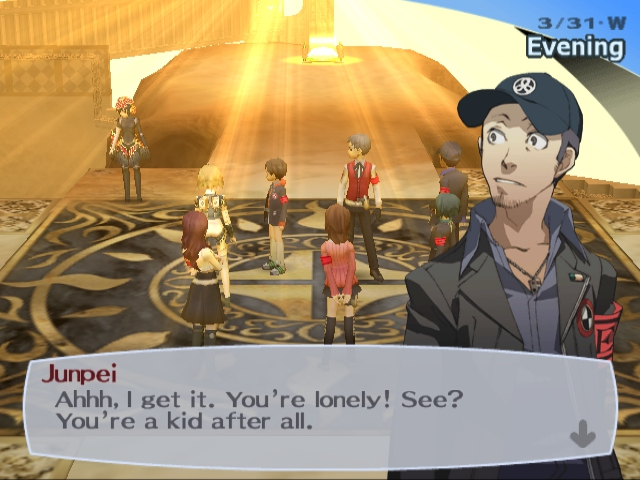 3/31・W
Evening
Junpei
Ahhh, I get it. You're lonely! See?
You're a kid after all.